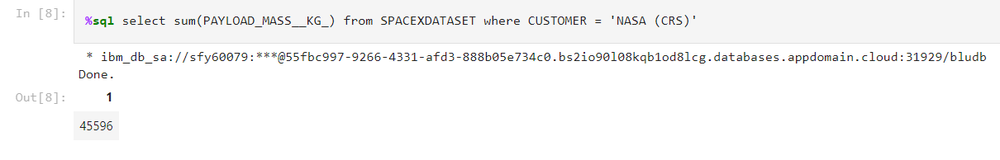 In [8]: %sql select sum(PAYLOAD_MASS__KG_) from SPACEXDATASET where CUSTOMER = 'NASA (CRS)'
* ibm_db_sa://sfy60079:***@55fbc997-9266-4331-afd3-888b05e734c0.bs2io90l08kqb1od8lcg.databases.appdomain.cloud:31929/bludb
Done.
Out[8]: 1
45596